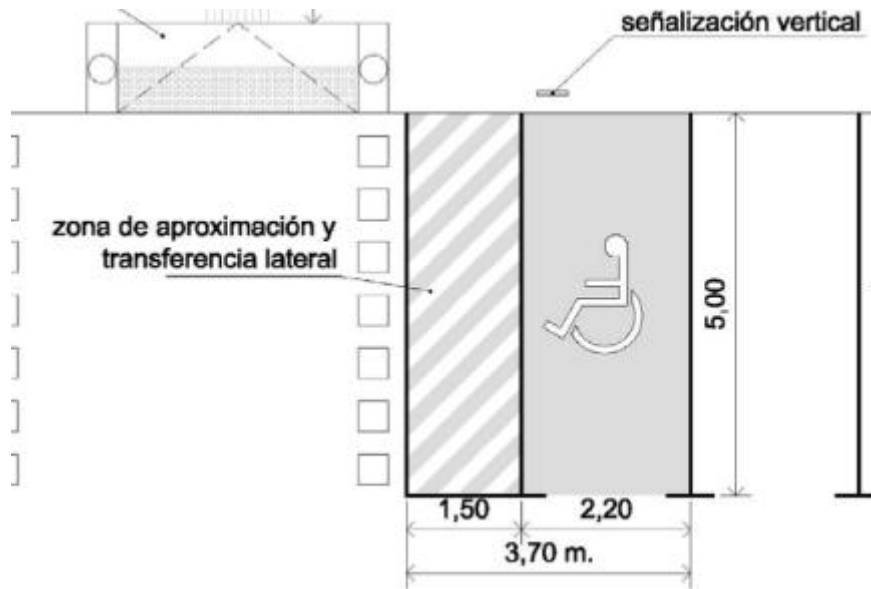 señalización vertical
zona de aproximación y
transferencia lateral
5,00
1,50
2,20
3,70 m.